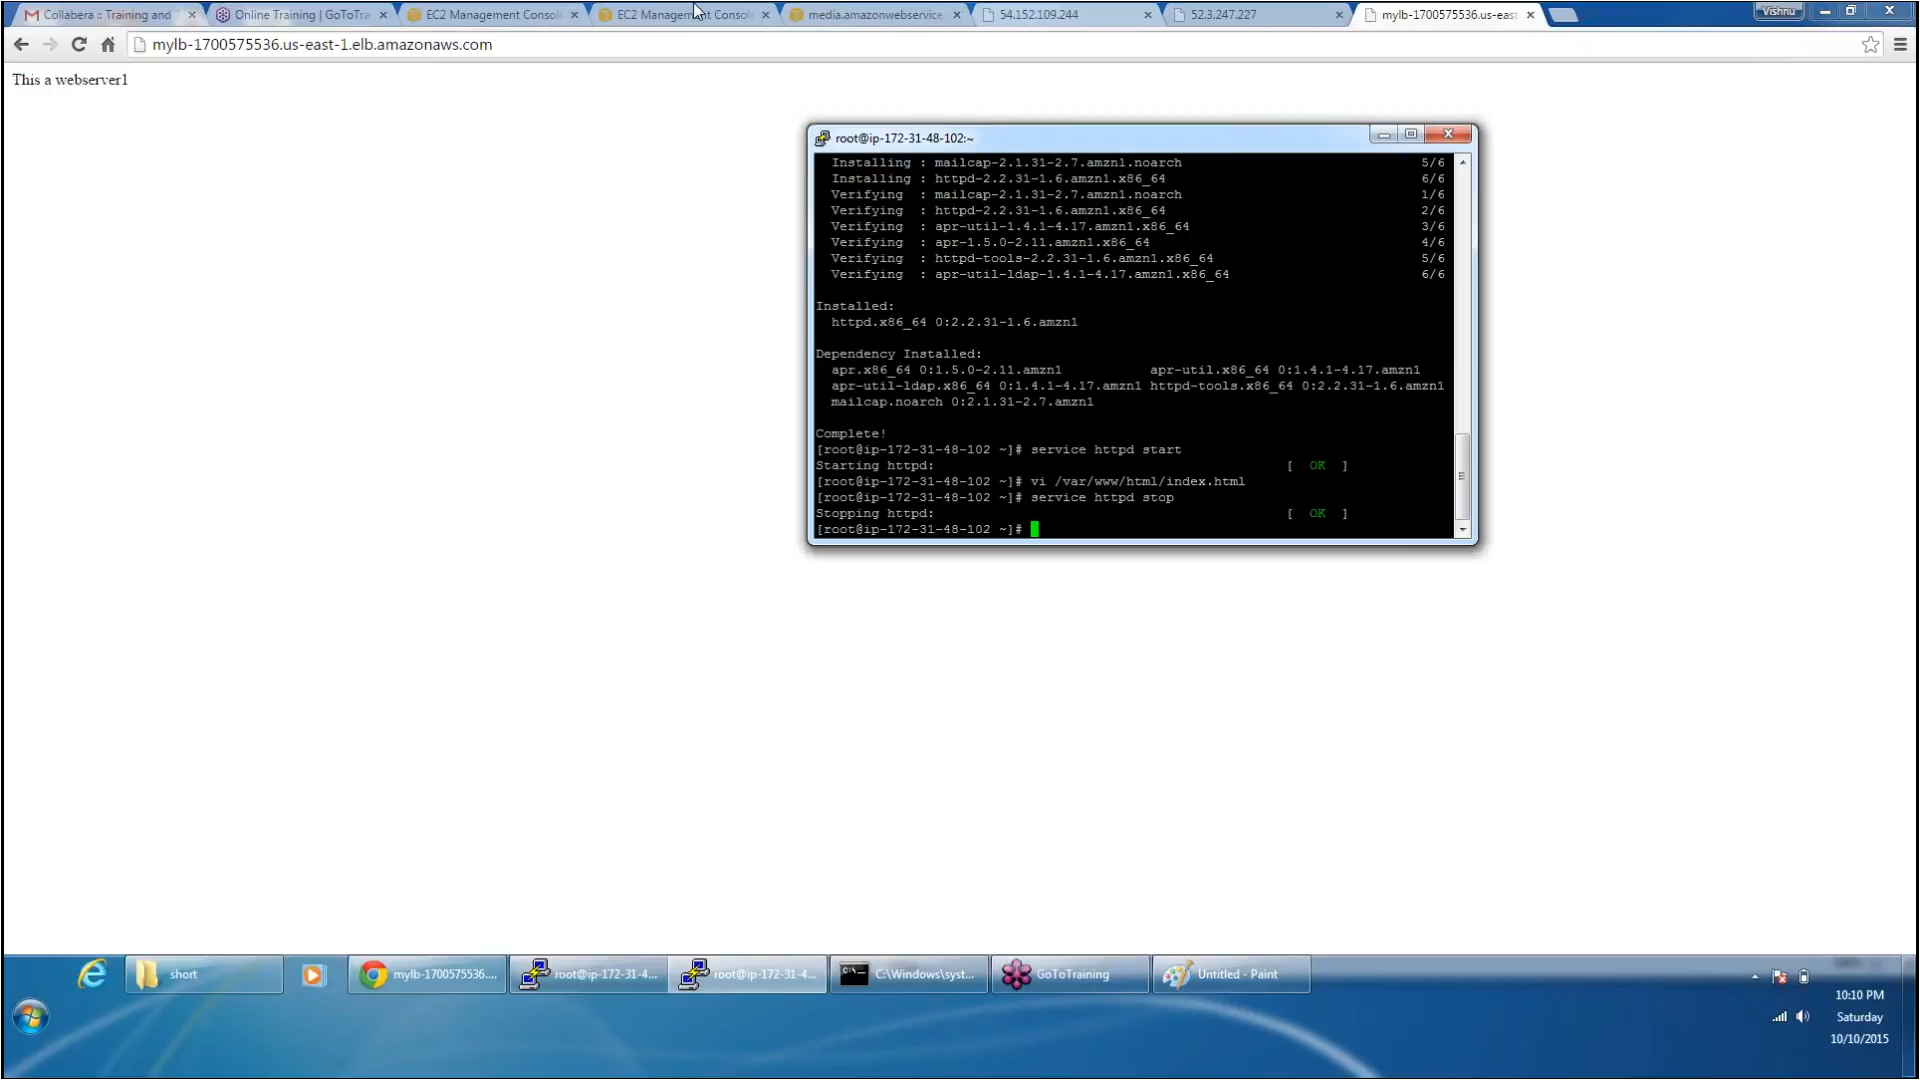 Collabera :: Training and
Online Training | GoToTra
EC2 Management Consol
EC2 Management Consol
media.amazonwebservice
54.152.109.244
52.3.247.227
mylb-1700575536.us-east
Vishnu
mylb-1700575536.us-east-1.elb.amazonaws.com
This a webserver1
root@ip-172-31-48-102:~
Installing : mailcap-2.1.31-2.7.amzn1.noarch 5/6
Installing : httpd-2.2.31-1.6.amzn1.x86_64 6/6
Verifying : mailcap-2.1.31-2.7.amzn1.noarch 1/6
Verifying : httpd-2.2.31-1.6.amzn1.x86_64 2/6
Verifying : apr-util-1.4.1-4.17.amzn1.x86_64 3/6
Verifying : apr-1.5.0-2.11.amzn1.x86_64 4/6
Verifying : httpd-tools-2.2.31-1.6.amzn1.x86_64 5/6
Verifying : apr-util-ldap-1.4.1-4.17.amzn1.x86_64 6/6
Installed:
httpd.x86_64 0:2.2.31-1.6.amzn1
Dependency Installed:
apr.x86_64 0:1.5.0-2.11.amzn1 apr-util.x86_64 0:1.4.1-4.17.amzn1
apr-util-ldap.x86_64 0:1.4.1-4.17.amzn1 httpd-tools.x86_64 0:2.2.31-1.6.amzn1
mailcap.noarch 0:2.1.31-2.7.amzn1
Complete!
[root@ip-172-31-48-102 ~]# service httpd start
Starting httpd: [ OK ]
[root@ip-172-31-48-102 ~]# vi /var/www/html/index.html
[root@ip-172-31-48-102 ~]# service httpd stop
Stopping httpd: [ OK ]
[root@ip-172-31-48-102 ~]#
short
mylb-1700575536....
root@ip-172-31-4...
root@ip-172-31-4...
C:\Windows\syst...
GoToTraining
Untitled - Paint
10:10 PM
Saturday
10/10/2015